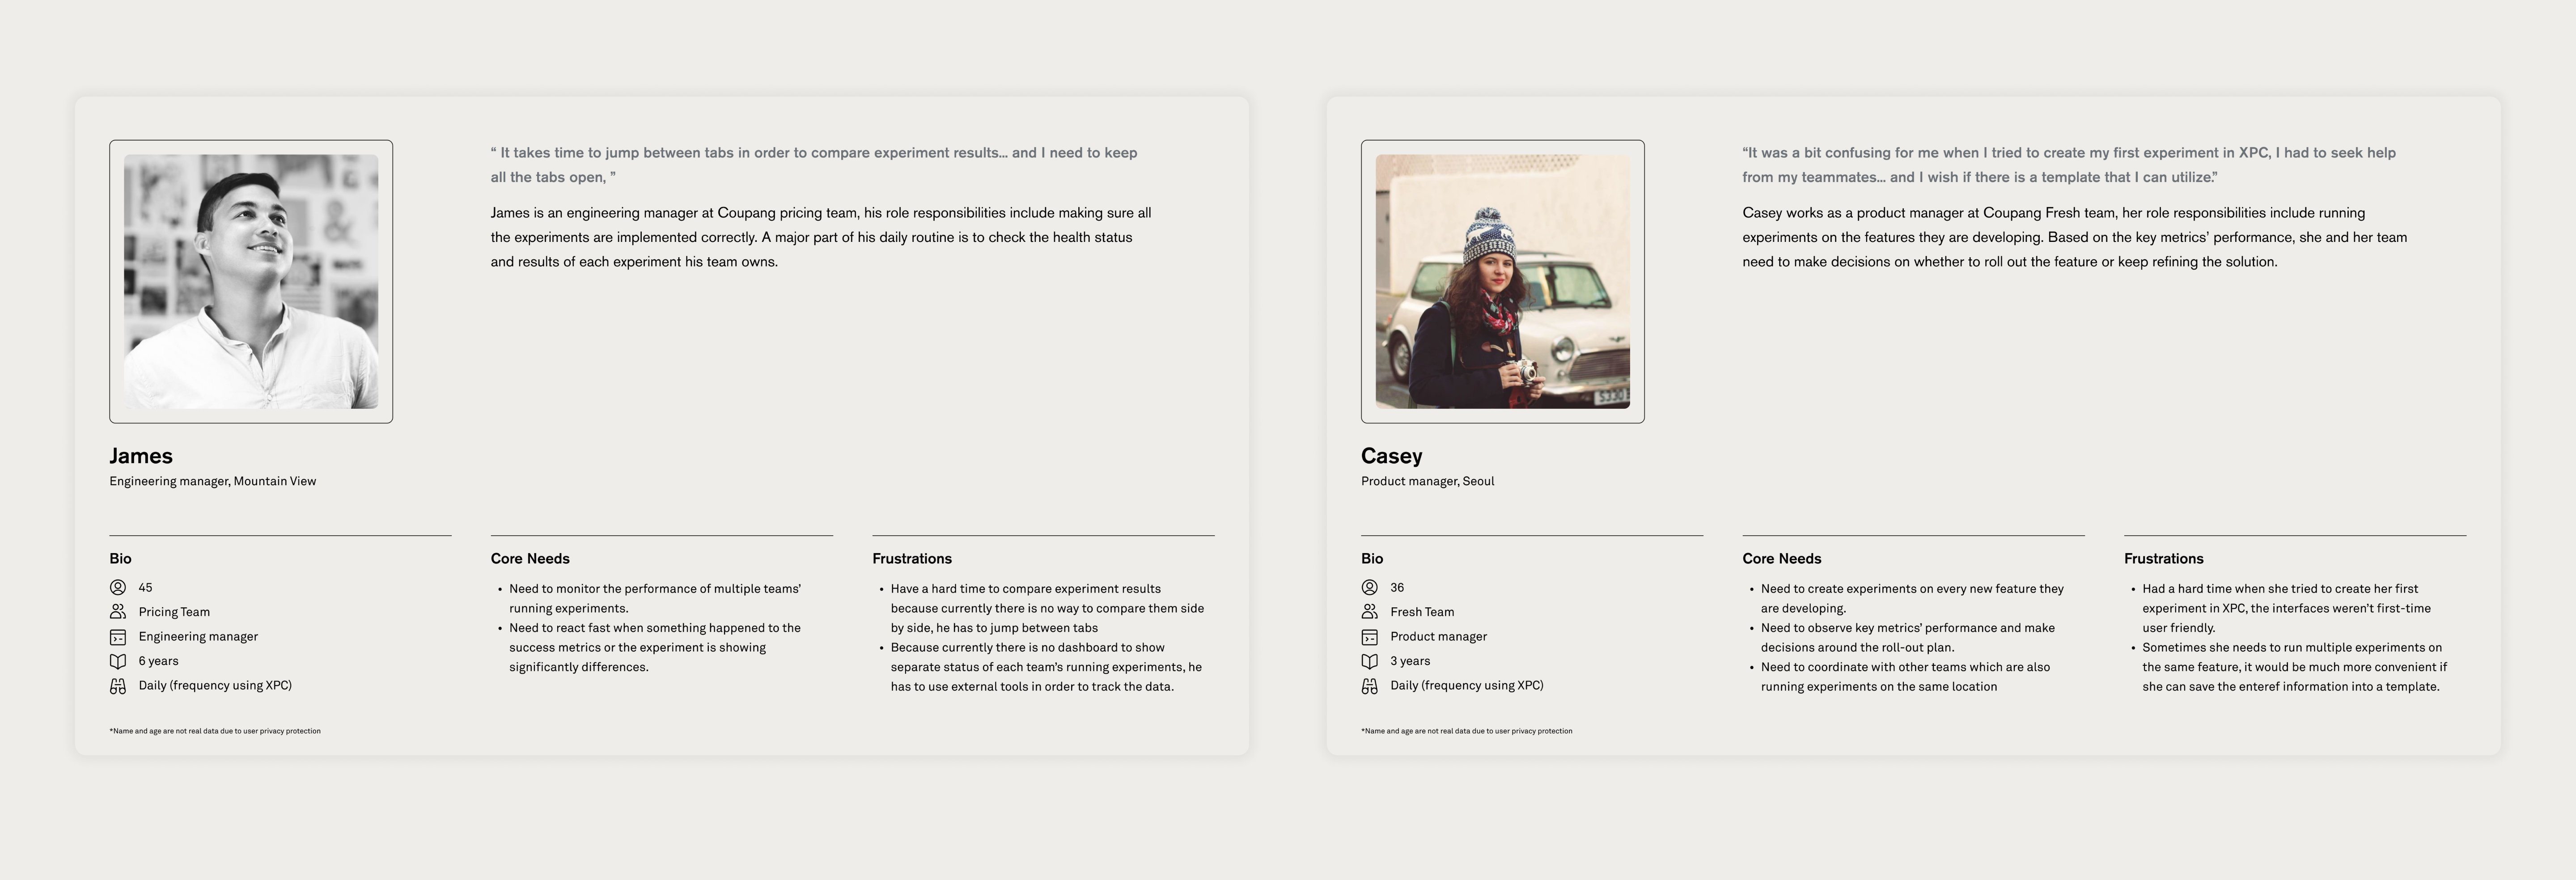 “ It takes time to jump between tabs in order to compare experiment results... and I need to keep
all the tabs open, ”
James is an engineering manager at Coupang pricing team, his role responsibilities include making sure all
the experiments are implemented correctly. A major part of his daily routine is to check the health status
and results of each experiment his team owns.
James
Engineering manager, Mountain View
Bio
45
Pricing Team
Engineering manager
6 years
Daily (frequency using XPC)
*Name and age are not real data due to user privacy protection
Core Needs
• Need to monitor the performance of multiple teams’
running experiments.
• Need to react fast when something happened to the
success metrics or the experiment is showing
significantly differences.
Frustrations
• Have a hard time to compare experiment results
because currently there is no way to compare them side
by side, he has to jump between tabs
• Because currently there is no dashboard to show
separate status of each team’s running experiments, he
has to use external tools in order to track the data.
“It was a bit confusing for me when I tried to create my first experiment in XPC, I had to seek help
from my teammates... and I wish if there is a template that I can utilize.”
Casey works as a product manager at Coupang Fresh team, her role responsibilities include running
experiments on the features they are developing. Based on the key metrics’ performance, she and her team
need to make decisions on whether to roll out the feature or keep refining the solution.
S330
Casey
Product manager, Seoul
Bio
36
Fresh Team
Product manager
3 years
Daily (frequency using XPC)
*Name and age are not real data due to user privacy protection
Core Needs
• Need to create experiments on every new feature they
are developing.
• Need to observe key metrics’ performance and make
decisions around the roll-out plan.
• Need to coordinate with other teams which are also
running experiments on the same location
Frustrations
• Had a hard time when she tried to create her first
experiment in XPC, the interfaces weren’t first-time
user friendly.
• Sometimes she needs to run multiple experiments on
the same feature, it would be much more convenient if
she can save the enteref information into a template.